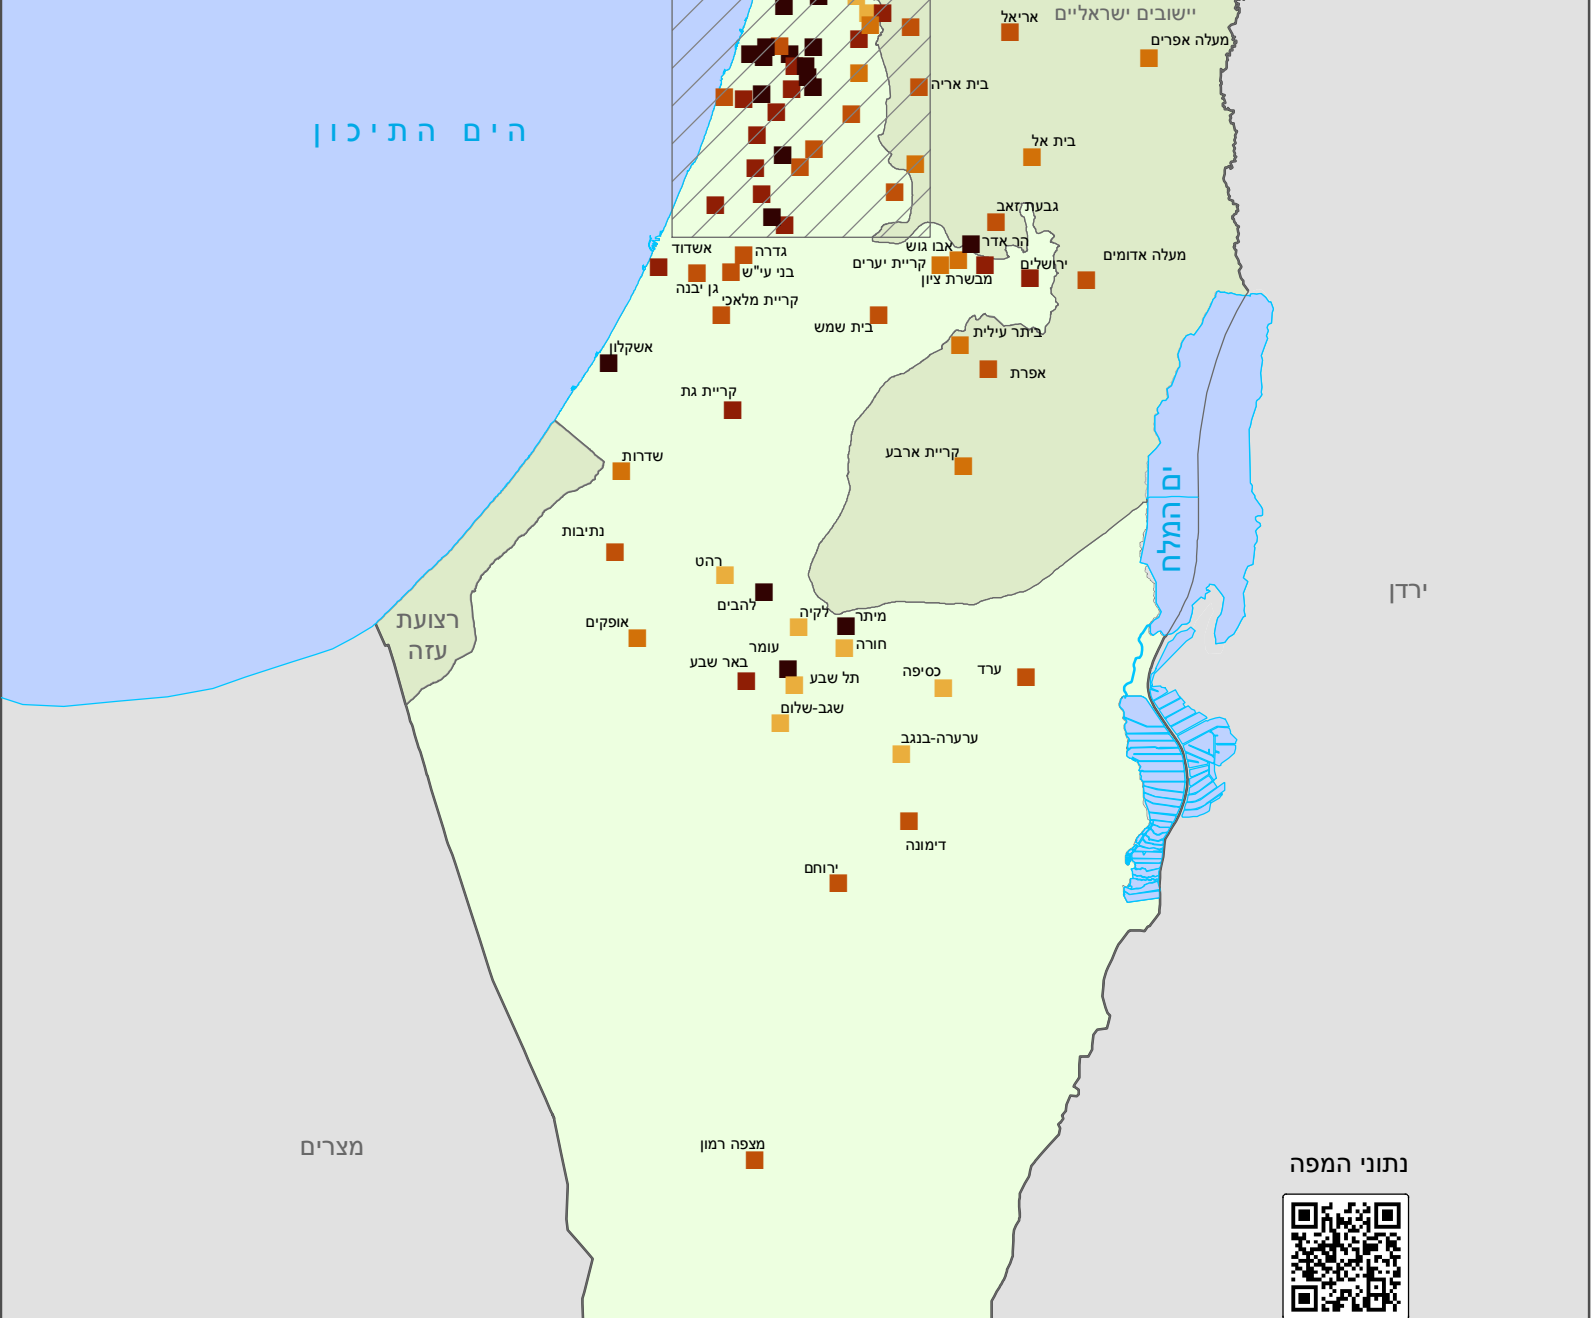 יישובים ישראליים
אריאל
מעלה אפרים
בית אריה
הים התיכון
בית אל
גבעת זאב
הר אדר
אבו גוש
אשדוד
גדרה
קריית יערים
ירושלים
מעלה אדומים
בני עי"ש
מבשרת ציון
גן יבנה
קריית מלאכי
בית שמש
ביתר עילית
אשקלון
אפרת
קריית גת
קריית ארבע
שדרות
ים המלח
נתיבות
רהט
ירדן
להבים
לקיה
מיתר
רצועת
עזה
אופקים
חורה
עומר
באר שבע
תל שבע
כסיפה
ערד
שגב-שלום
ערערה-בנגב
דימונה
ירוחם
מצפה רמון
מצרים
נתוני המפה